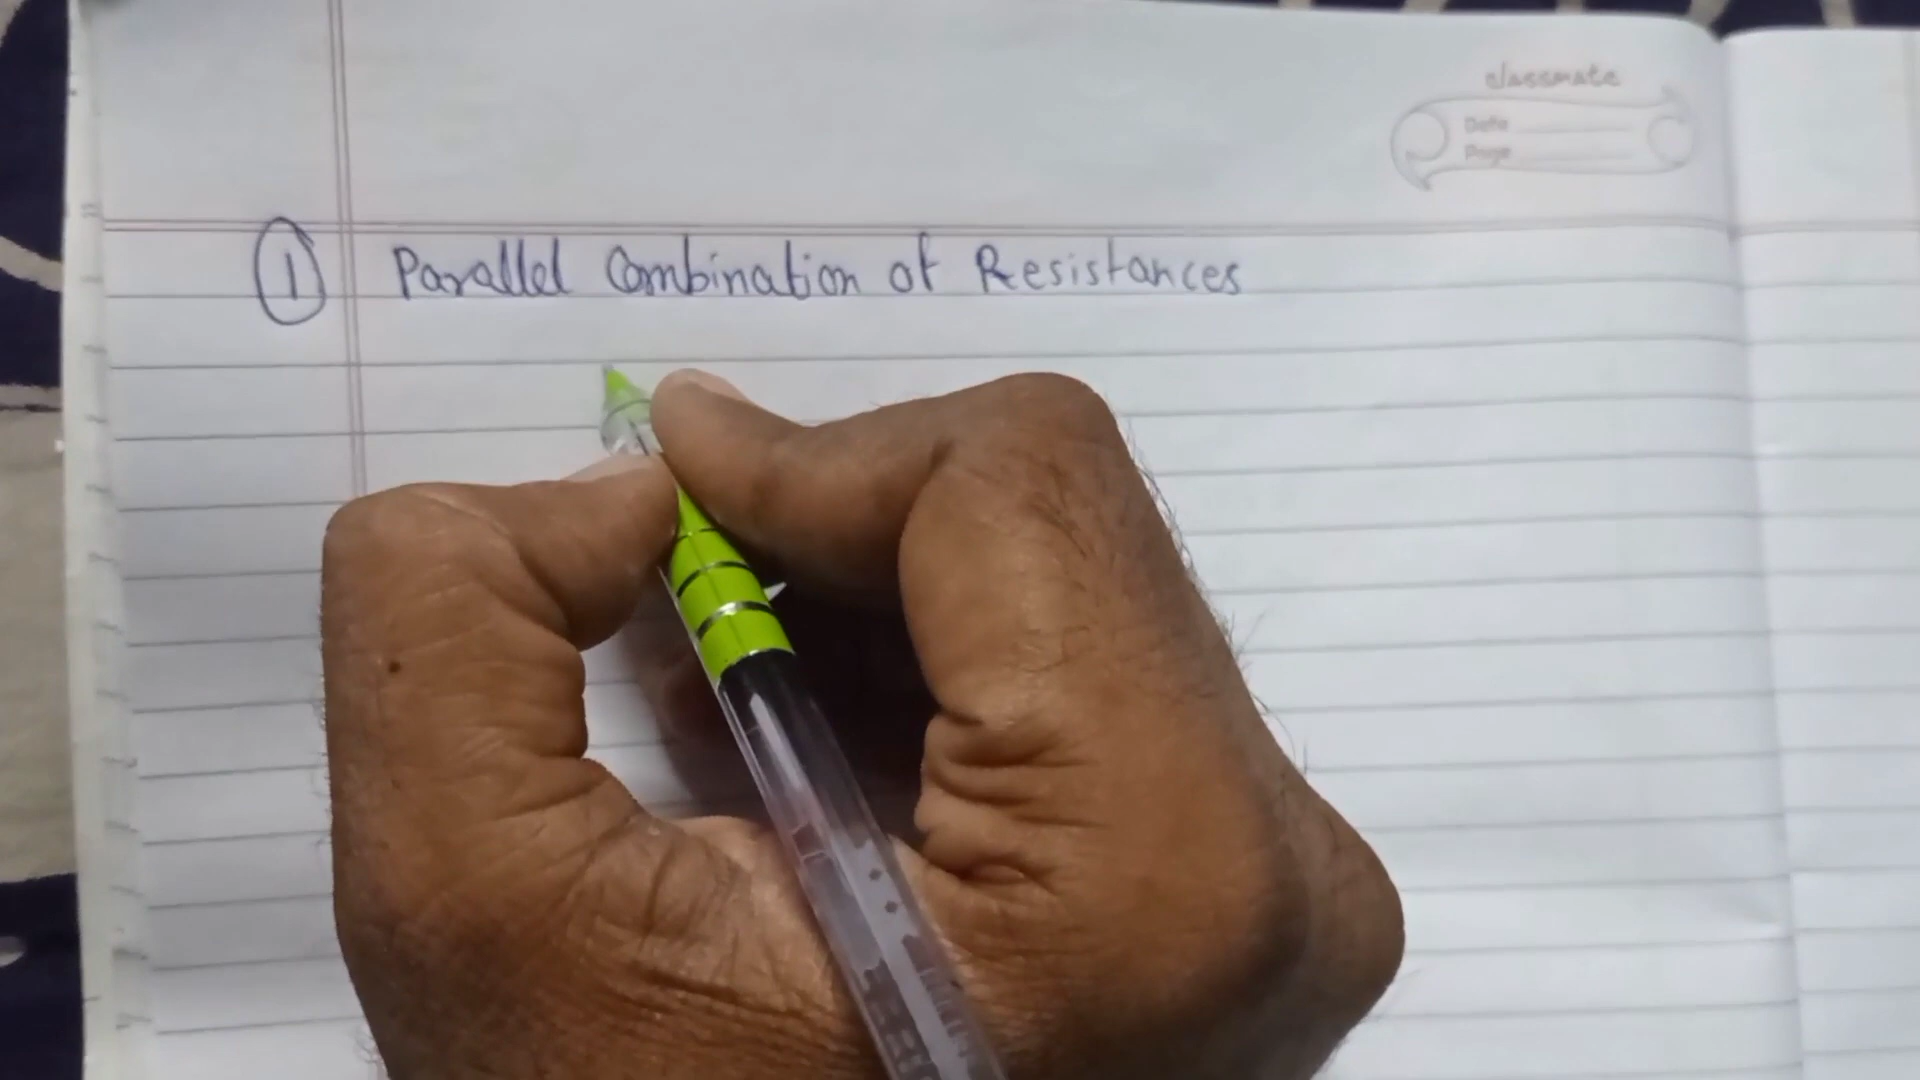 classmate
Date
Page
1 Parallel Combination of Resistances